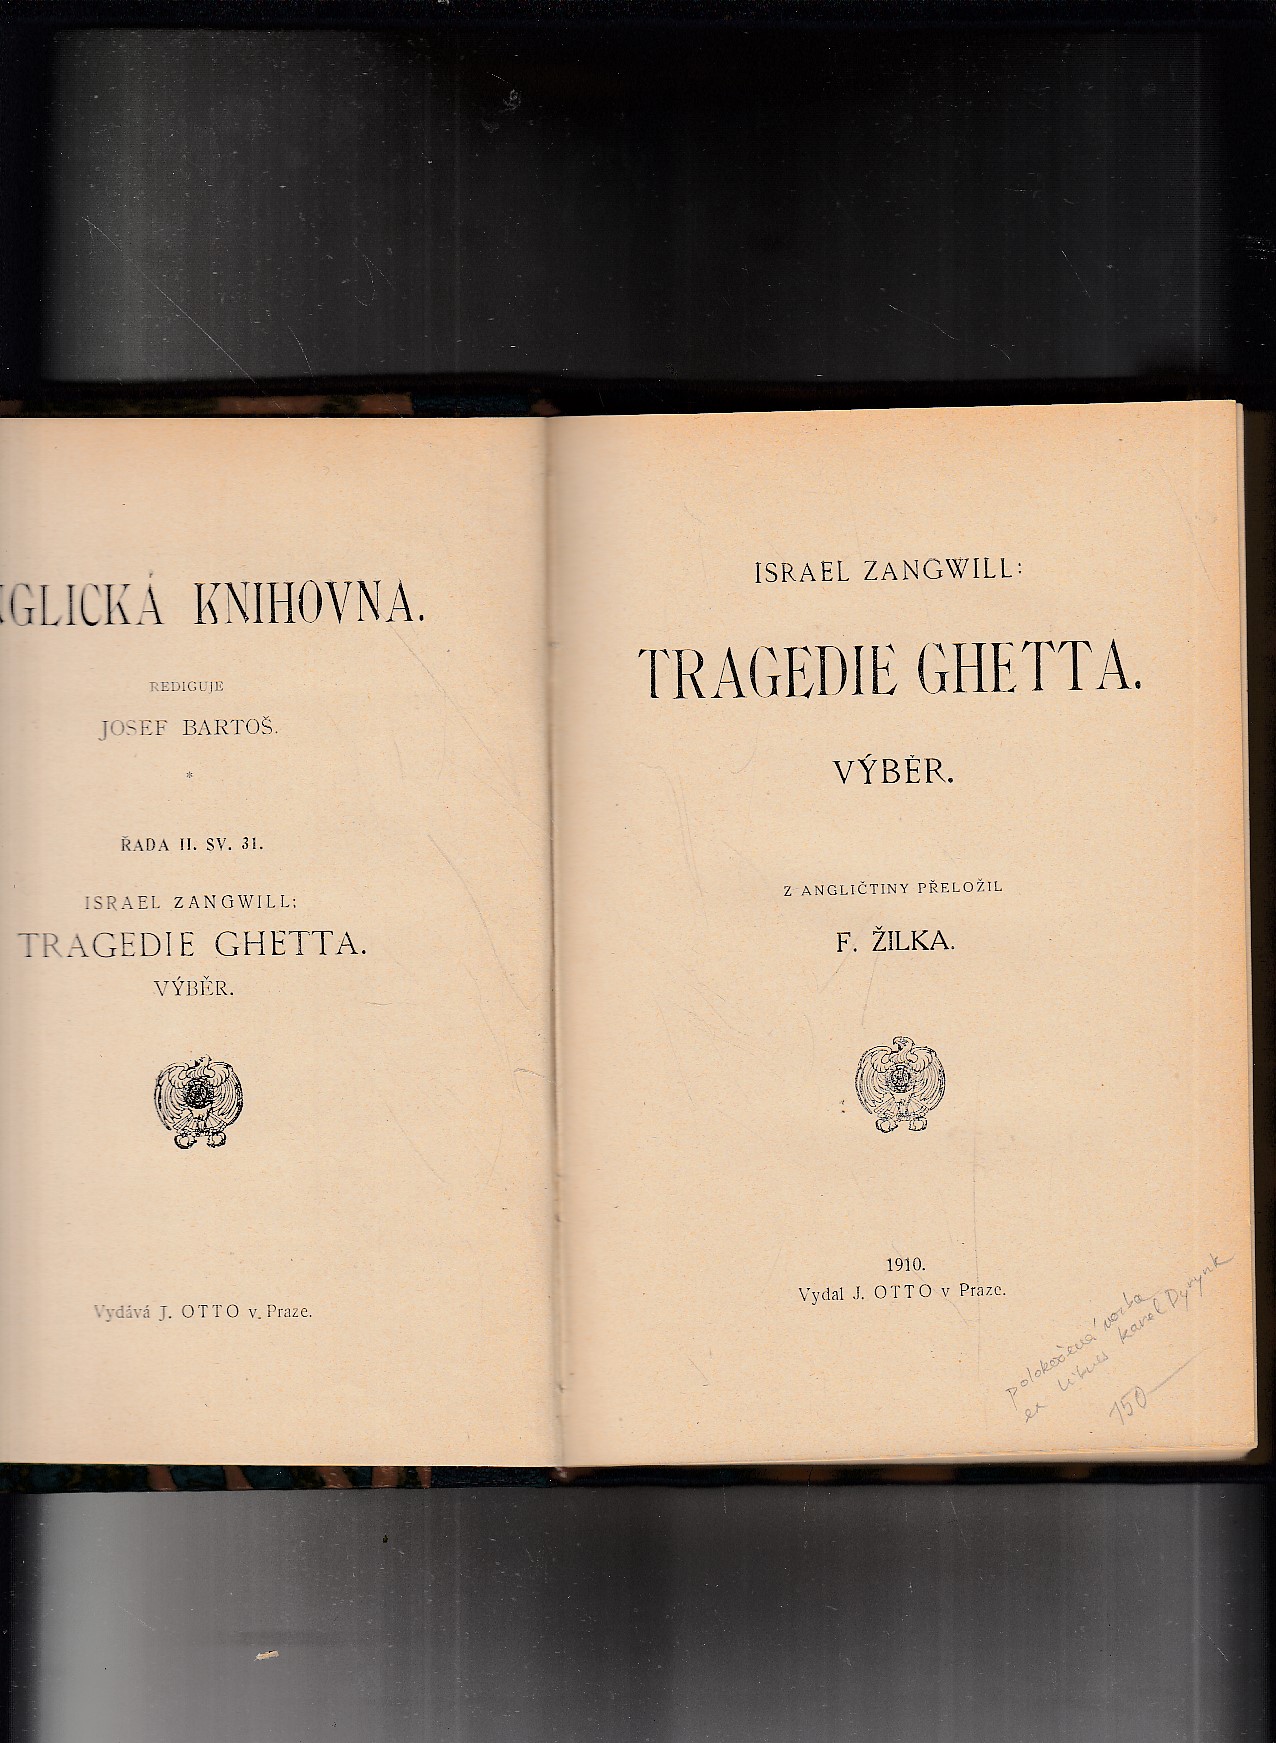 NGLICKÁ KNIHOVNA.
REDIGUJE
JOSEF BARTOŠ.
*
ŘADA II. SV. 31.
ISRAEL ZANGWILL:
TRAGEDIE GHETTA.
VÝBĚR.
Vydává J. OTTO v Praze.
ISRAEL ZANGWILL:
TRAGEDIE GHETTA.
VÝBĚR.
Z ANGLIČTINY PŘELOŽIL
F. ŽILKA.
1910.
Vydal J. OTTO v Praze.
polokožená vazba
ex libris Karel Dyrynk
150—